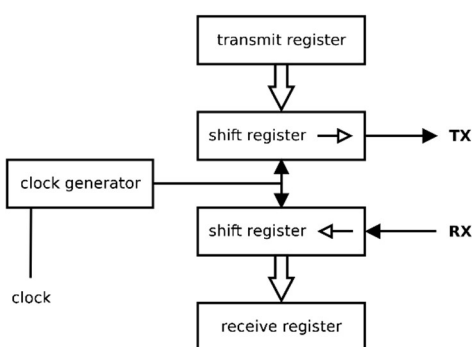 transmit register
shift register
TX
clock generator
shift register
RX
clock
receive register